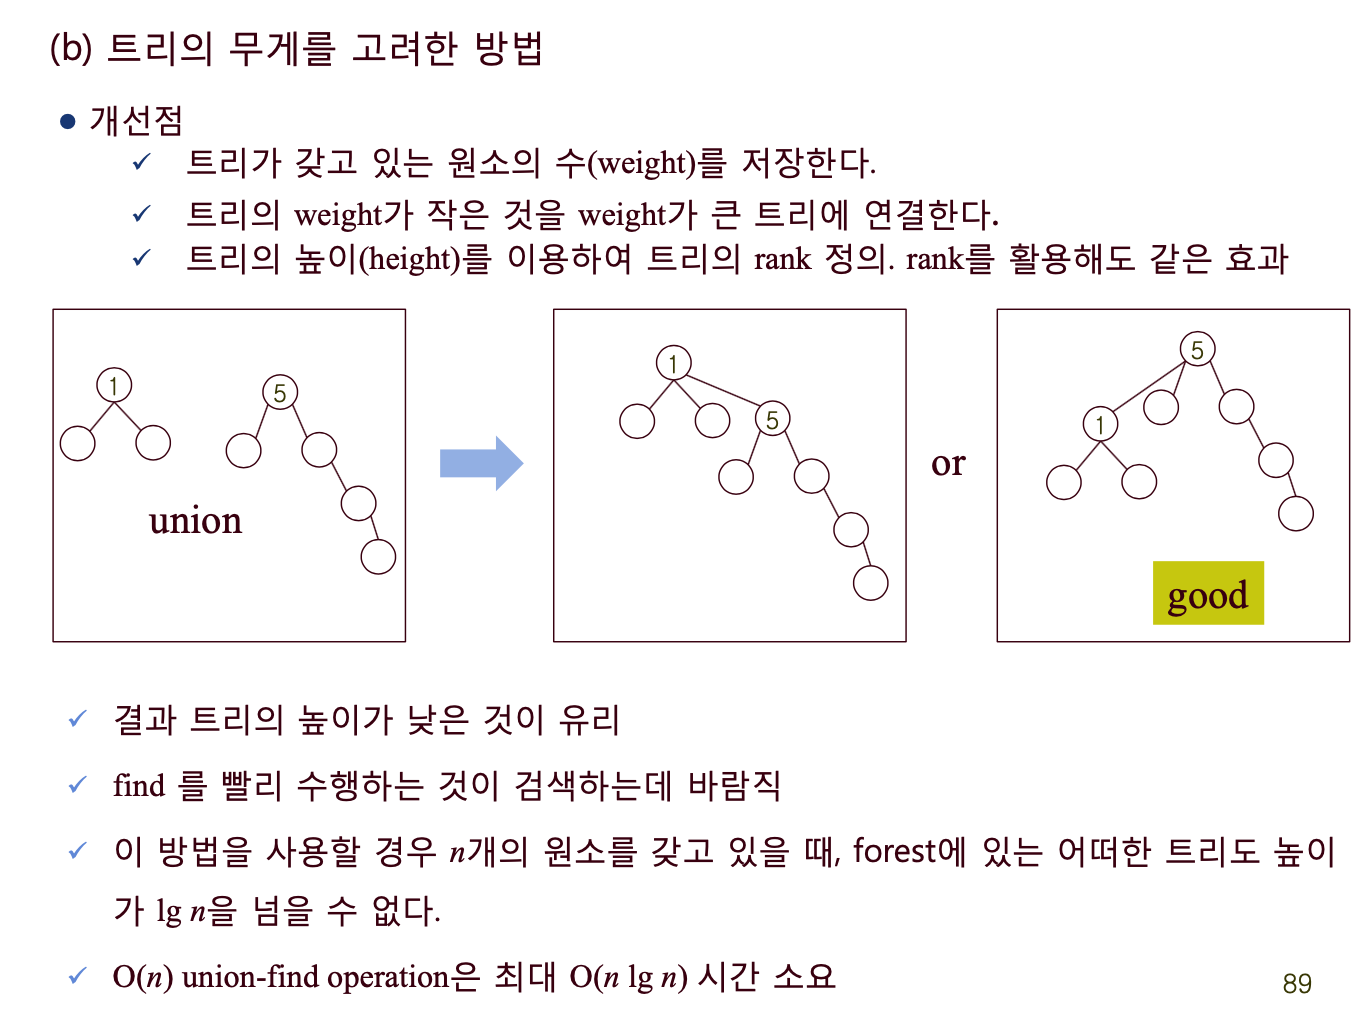 (b) 트리의 무게를 고려한 방법
● 개선점
✓ 트리가 갖고 있는 원소의 수(weight)를 저장한다.
✓ 트리의 weight가 작은 것을 weight가 큰 트리에 연결한다.
✓ 트리의 높이(height)를 이용하여 트리의 rank 정의. rank를 활용해도 같은 효과
1
5
union
1
5
or
5
1
good
✓ 결과 트리의 높이가 낮은 것이 유리
✓ find 를 빨리 수행하는 것이 검색하는데 바람직
✓ 이 방법을 사용할 경우 n개의 원소를 갖고 있을 때, forest에 있는 어떠한 트리도 높이
가 lg n을 넘을 수 없다.
✓ O(n) union-find operation은 최대 O(n lg n) 시간 소요
89